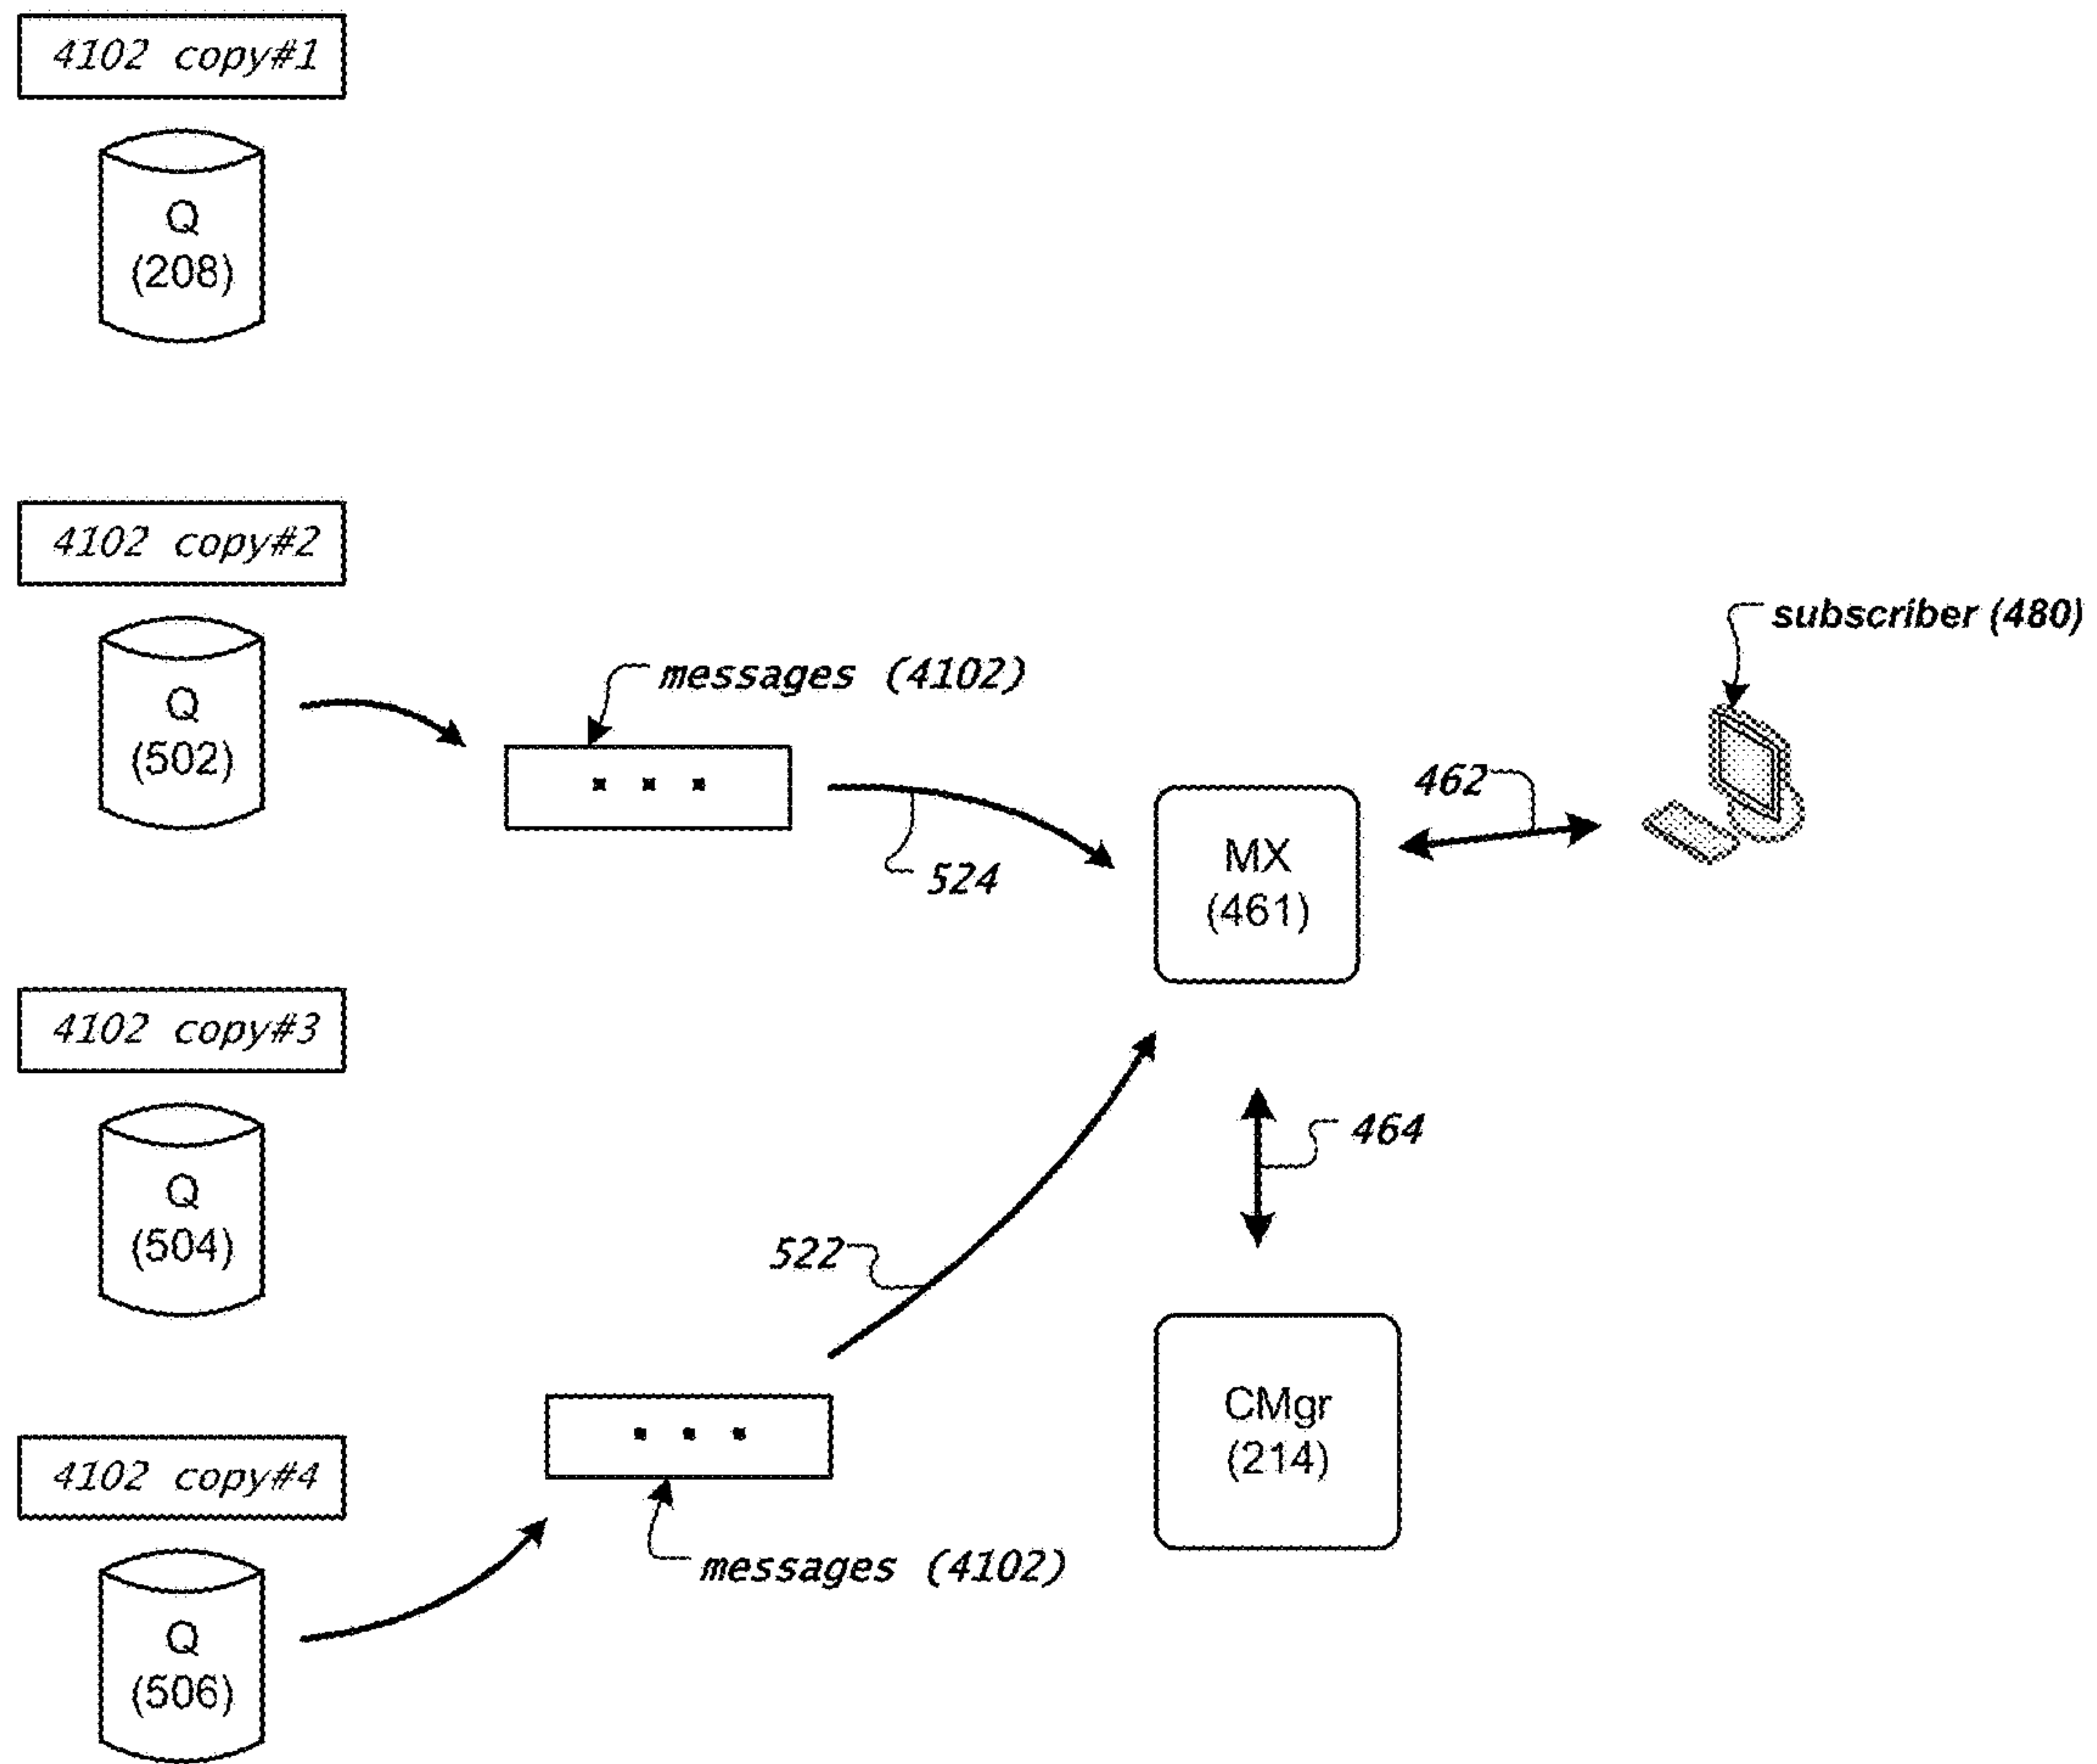 4102 copy#1
Q
(208)
4102 copy#2
Q
(502)
messages (4102)
. . .
524
MX
(461)
462
subscriber (480)
4102 copy#3
Q
(504)
522
464
. . .
messages (4102)
CMgr
(214)
4102 copy#4
Q
(506)